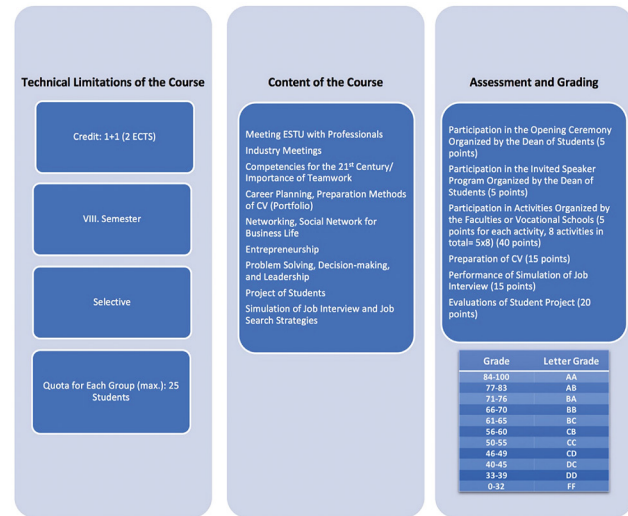 Technical Limitations of the Course
Credit: 1+1 (2 ECTS)
VIII. Semester
Selective
Quota for Each Group (max.): 25
Students
Content of the Course
Meeting ESTU with Professionals
Industry Meetings
Competencies for the 21st Century/
Importance of Teamwork
Career Planning, Preparation Methods
of CV (Portfolio)
Networking, Social Network for
Business Life
Entrepreneurship
Problem Solving, Decision-making,
and Leadership
Project of Students
Simulation of Job Interview and Job
Search Strategies
Assessment and Grading
Participation in the Opening Ceremony
Organized by the Dean of Students (5
points)
Participation in the Invited Speaker
Program Organized by the Dean of
Students (5 points)
Participation in Activities Organized by
the Faculties or Vocational Schools (5
points for each activity, 8 activities in
total= 5x8) (40 points)
Preparation of CV (15 points)
Performance of Simulation of Job
Interview (15 points)
Evaluations of Student Project (20
points)
Grade Letter Grade
84-100 AA
77-83 AB
71-76 BA
66-70 BB
61-65 BC
56-60 CB
50-55 CC
46-49 CD
40-45 DC
33-39 DD
0-32 FF